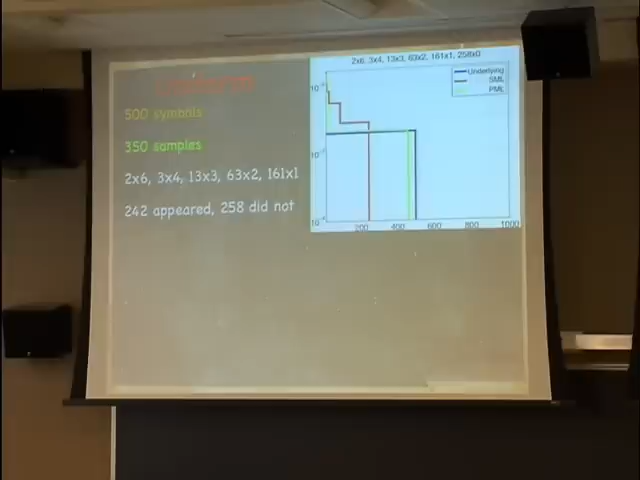 Uniform
500 symbols
350 samples
2x6, 3x4, 13x3, 63x2, 161x1
242 appeared, 258 did not
2x6, 3x4, 13x3, 63x2, 161x1, 258x0
Underlying
SML
PML
200 400 600 800 1000